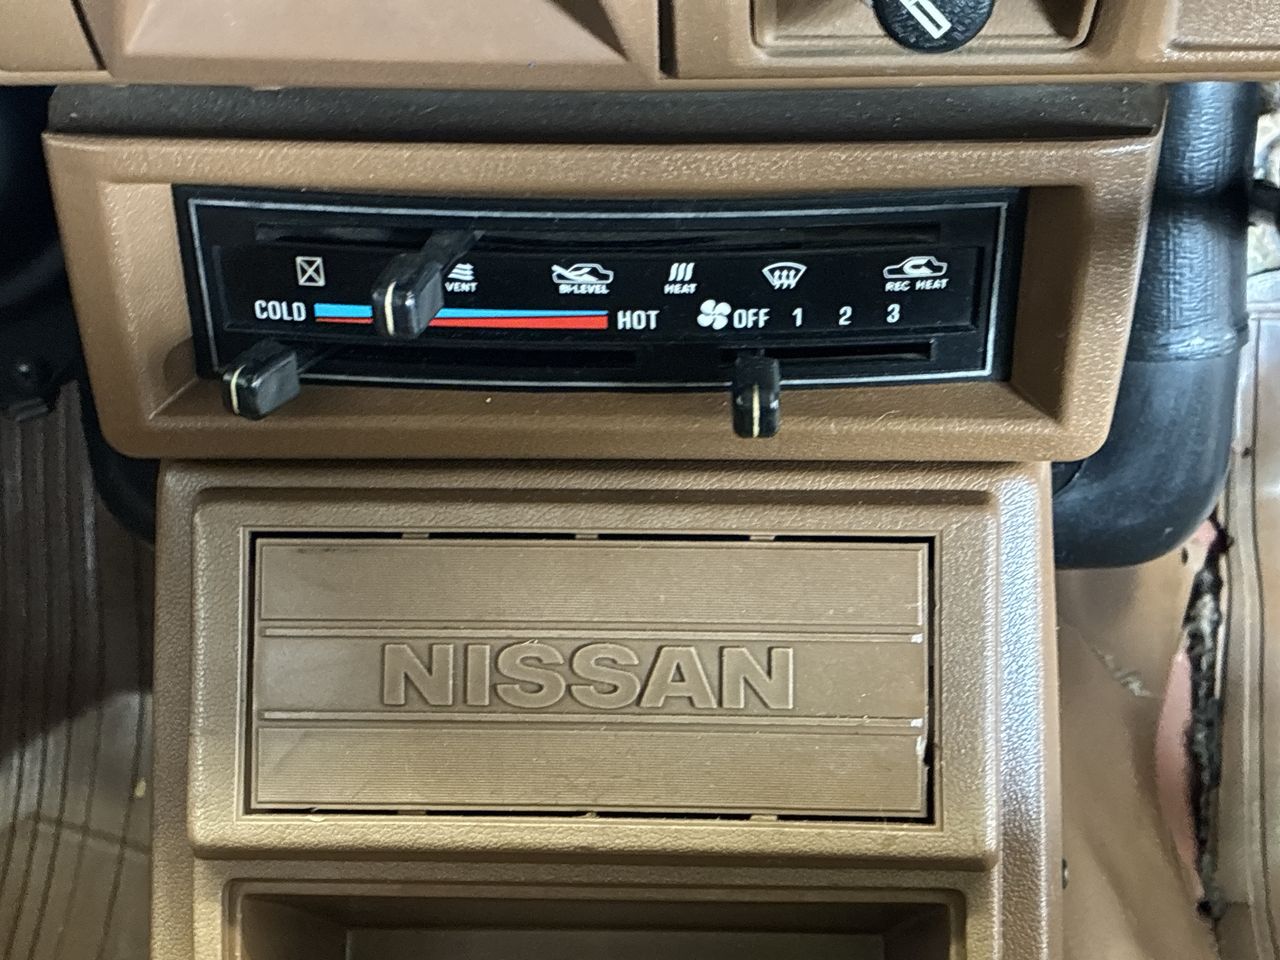 VENT BI-LEVEL HEAT REC HEAT
COLD HOT OFF 1 2 3
NISSAN